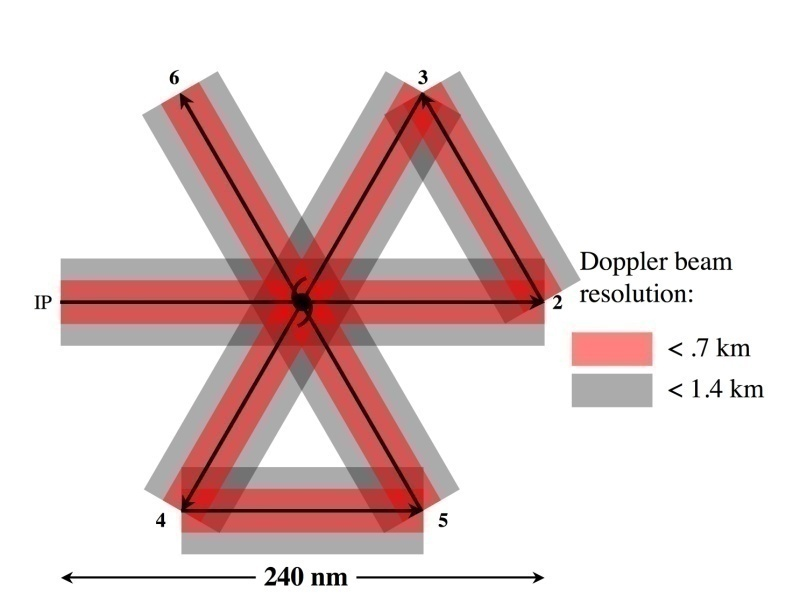 6
3
IP
2
Doppler beam
resolution:
< .7 km
< 1.4 km
4
5
240 nm